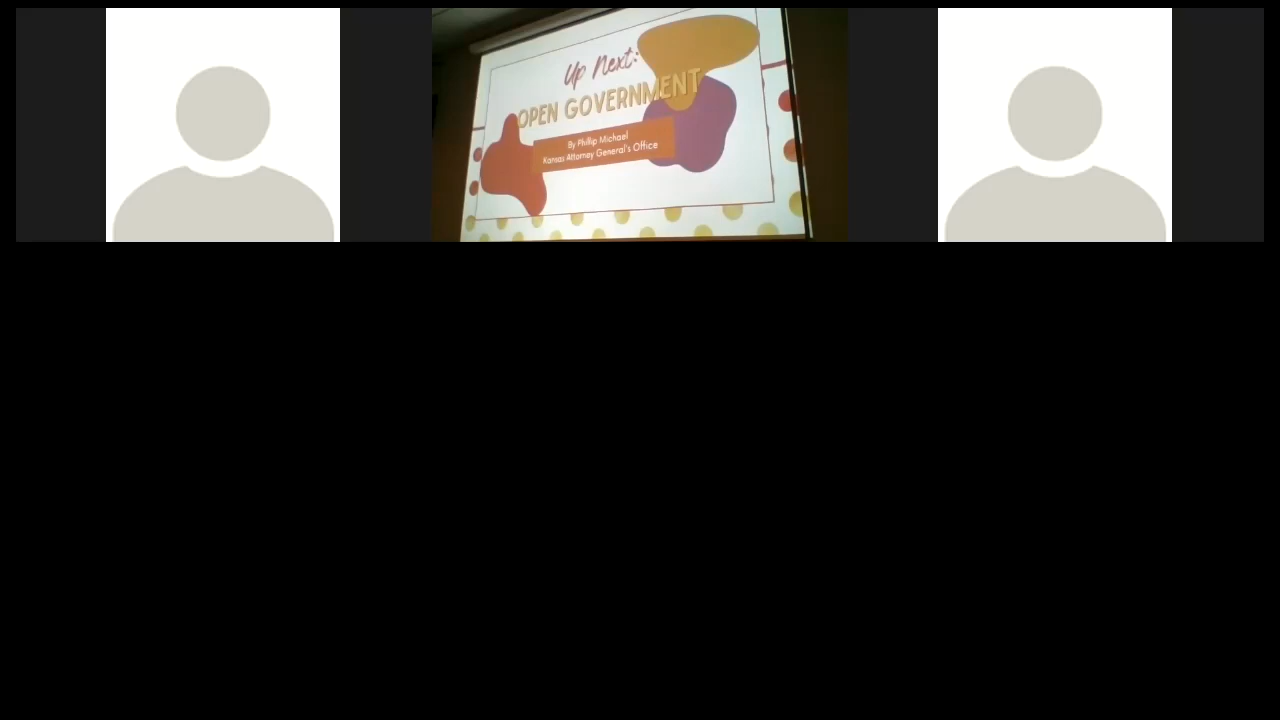 Up Next:
OPEN GOVERNMENT
By Phillip Michael
Kansas Attorney General's Office